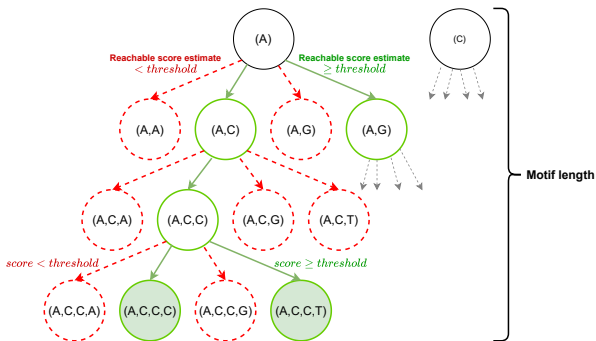 (A)
(C)
Reachable score estimate
< threshold
Reachable score estimate
≥ threshold
(A,A)
(A,C)
(A,G)
(A,G)
Motif length
(A,C,A)
(A,C,C)
(A,C,G)
(A,C,T)
score < threshold
score ≥ threshold
(A,C,C,A)
(A,C,C,C)
(A,C,C,G)
(A,C,C,T)